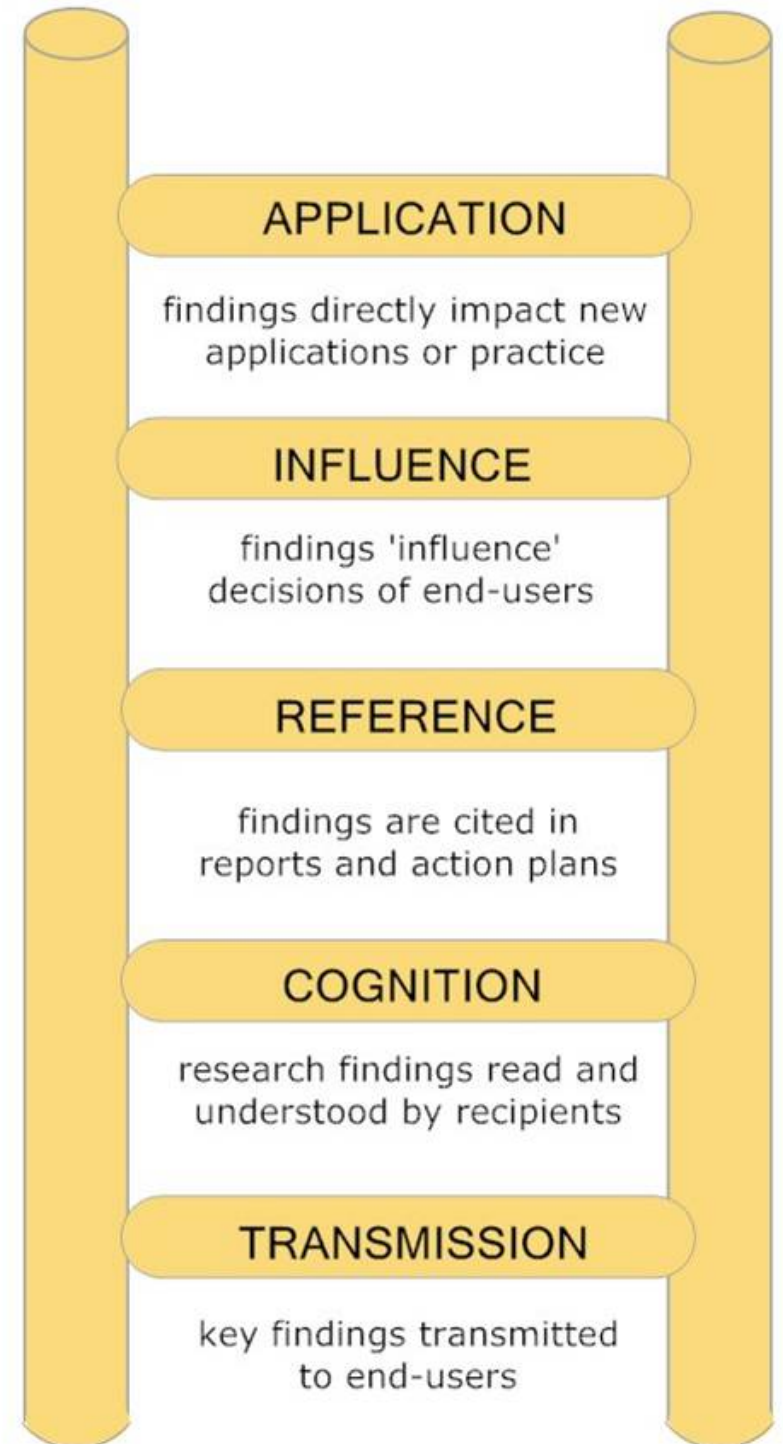 APPLICATION
findings directly impact new
applications or practice
INFLUENCE
findings 'influence'
decisions of end-users
REFERENCE
findings are cited in
reports and action plans
COGNITION
research findings read and
understood by recipients
TRANSMISSION
key findings transmitted
to end-users